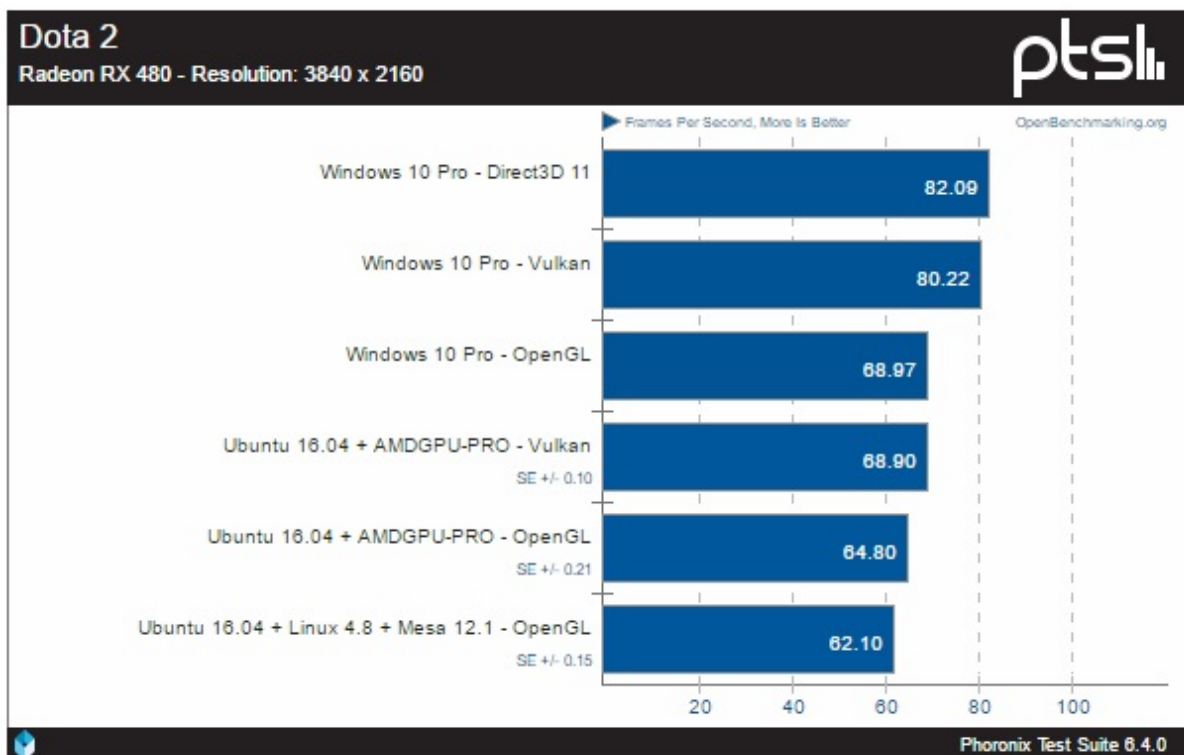 Dota 2
Radeon RX 480 - Resolution: 3840 x 2160
pts
Frames Per Second, More Is Better
OpenBenchmarking.org
Windows 10 Pro - Direct3D 11
82.09
Windows 10 Pro - Vulkan
80.22
Windows 10 Pro - OpenGL
68.97
Ubuntu 16.04 + AMDGPU-PRO - Vulkan
SE +/- 0.10
68.90
Ubuntu 16.04 + AMDGPU-PRO - OpenGL
SE +/- 0.21
64.80
Ubuntu 16.04 + Linux 4.8 + Mesa 12.1 - OpenGL
SE +/- 0.15
62.10
20 40 60 80 100
Phoronix Test Suite 6.4.0